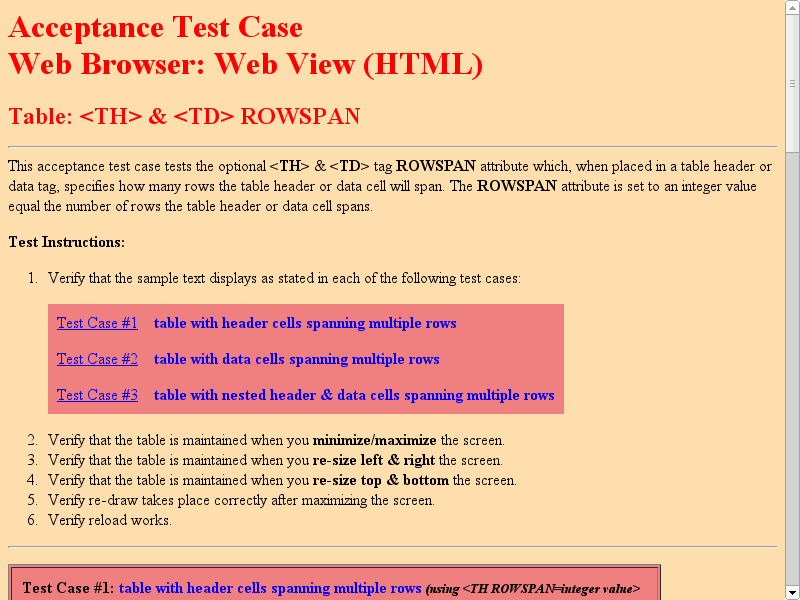 Acceptance Test Case
Web Browser: Web View (HTML)
Table: <TH> & <TD> ROWSPAN
This acceptance test case tests the optional <TH> & <TD> tag ROWSPAN attribute which, when placed in a table header or
data tag, specifies how many rows the table header or data cell will span. The ROWSPAN attribute is set to an integer value
equal the number of rows the table header or data cell spans.
Test Instructions:
1. Verify that the sample text displays as stated in each of the following test cases:
Test Case #1 table with header cells spanning multiple rows
Test Case #2 table with data cells spanning multiple rows
Test Case #3 table with nested header & data cells spanning multiple rows
2. Verify that the table is maintained when you minimize/maximize the screen.
3. Verify that the table is maintained when you re-size left & right the screen.
4. Verify that the table is maintained when you re-size top & bottom the screen.
5. Verify re-draw takes place correctly after maximizing the screen.
6. Verify reload works.
Test Case #1: table with header cells spanning multiple rows (using <TH ROWSPAN=integer value>